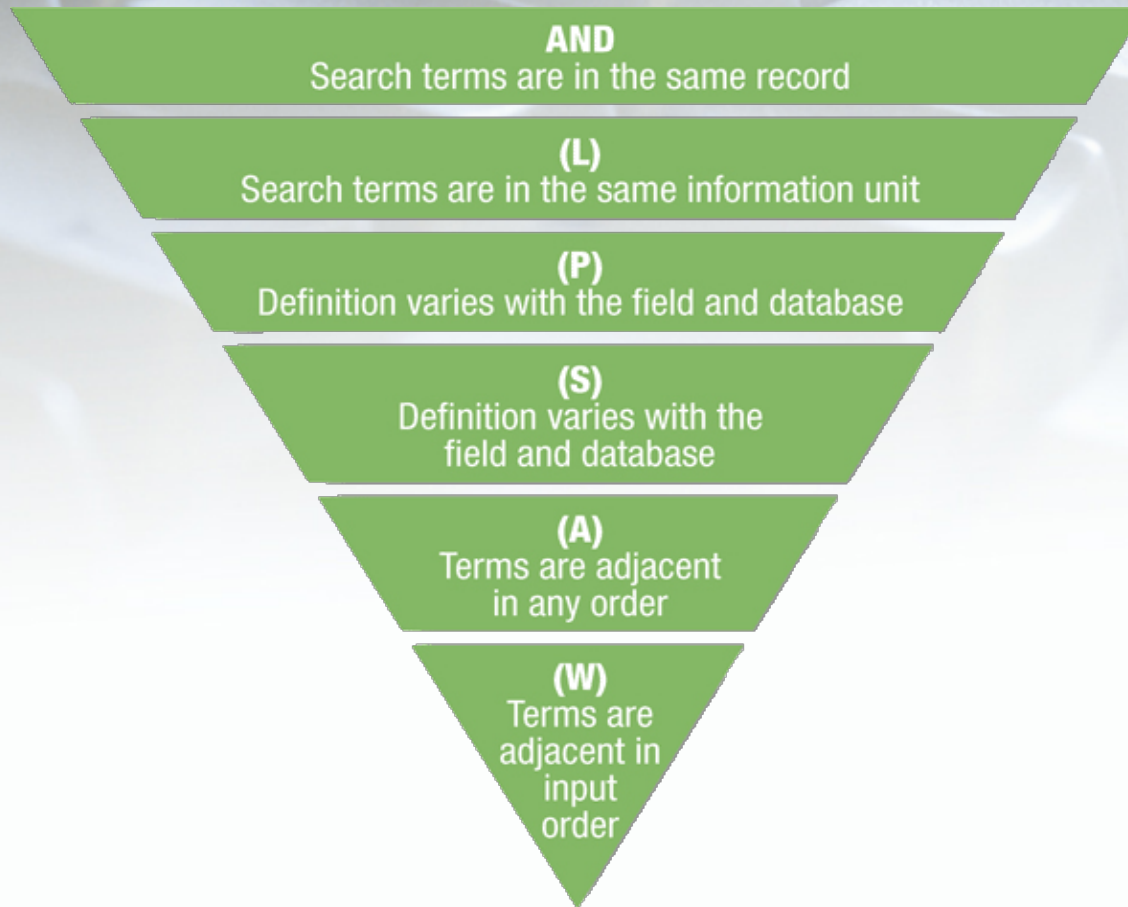 AND
Search terms are in the same record
(L)
Search terms are in the same information unit
(P)
Definition varies with the field and database
(S)
Definition varies with the
field and database
(A)
Terms are adjacent
in any order
(W)
Terms are
adjacent in
input
order